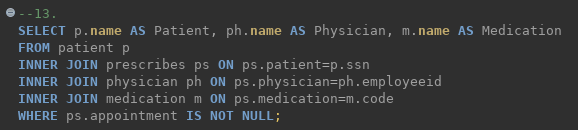 --13.
SELECT p.name AS Patient, ph.name AS Physician, m.name AS Medication
FROM patient p
INNER JOIN prescribes ps ON ps.patient=p.ssn
INNER JOIN physician ph ON ps.physician=ph.employeeid
INNER JOIN medication m ON ps.medication=m.code
WHERE ps.appointment IS NOT NULL;